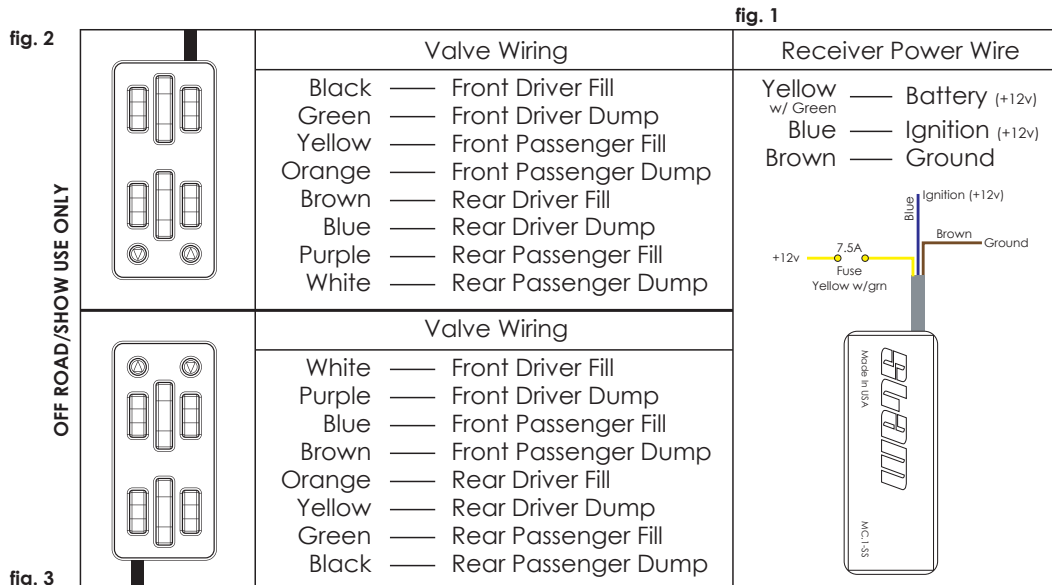 fig. 1
fig. 2
OFF ROAD/SHOW USE ONLY
Valve Wiring
Black — Front Driver Fill
Green — Front Driver Dump
Yellow — Front Passenger Fill
Orange — Front Passenger Dump
Brown — Rear Driver Fill
Blue — Rear Driver Dump
Purple — Rear Passenger Fill
White — Rear Passenger Dump
Valve Wiring
White — Front Driver Fill
Purple — Front Driver Dump
Blue — Front Passenger Fill
Brown — Front Passenger Dump
Orange — Rear Driver Fill
Yellow — Rear Driver Dump
Green — Rear Passenger Fill
Black — Rear Passenger Dump
fig. 3
Receiver Power Wire
Yellow w/ Green — Battery (+12v)
Blue — Ignition (+12v)
Brown — Ground
Blue
Ignition (+12v)
Brown
Ground
+12v
7.5A
Fuse
Yellow w/grn
Made In USA
MC.1-SS